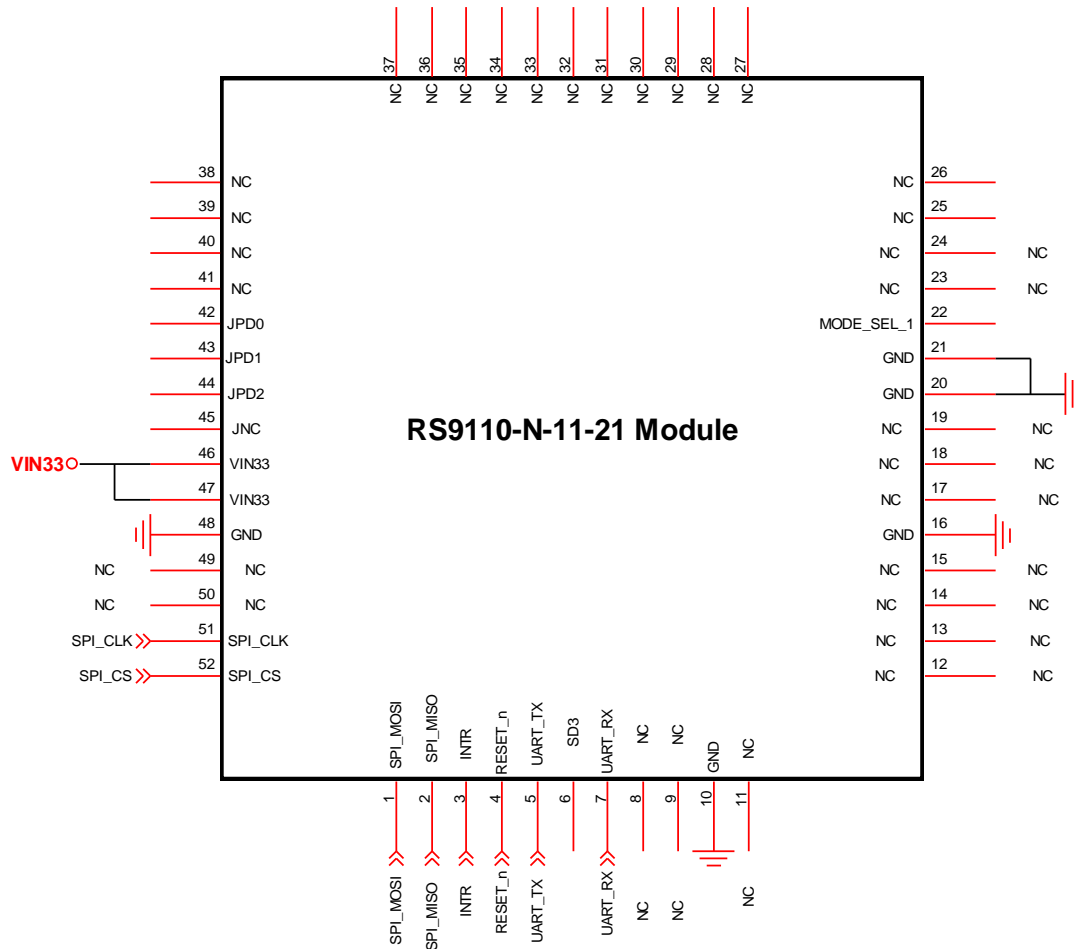 37 36 35 34 33 32 31 30 29 28 27
NC NC NC NC NC NC NC NC NC NC NC
38 NC NC 26
39 NC NC 25
40 NC NC 24 NC
41 NC NC 23 NC
42 JPD0 MODE_SEL_1 22
43 JPD1 GND 21
44 JPD2 GND 20
RS9110-N-11-21 Module
45 JNC NC 19 NC
VIN33 46 VIN33 NC 18 NC
47 VIN33 NC 17 NC
48 GND GND 16
NC 49 NC NC 15 NC
NC 50 NC NC 14 NC
SPI_CLK 51 SPI_CLK NC 13 NC
SPI_CS 52 SPI_CS NC 12 NC
SPI_MOSI SPI_MISO INTR RESET_n UART_TX SD3 UART_RX NC NC GND NC
1 2 3 4 5 6 7 8 9 10 11
SPI_MOSI SPI_MISO INTR RESET_n UART_TX UART_RX NC NC NC